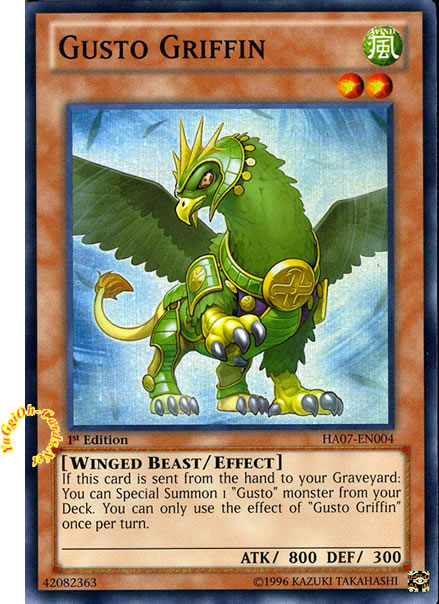 GUSTO GRIFFIN
WIND
風
1st Edition
HA07-EN004
[WINGED BEAST/EFFECT]
If this card is sent from the hand to your Graveyard:
You can Special Summon 1 "Gusto" monster from your
Deck. You can only use the effect of "Gusto Griffin"
once per turn.
ATK/ 800 DEF/ 300
42082363
©1996 KAZUKI TAKAHASHI